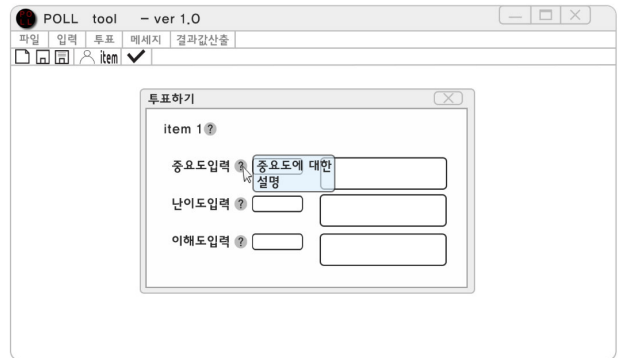 POLL tool - ver 1.0
파일 입력 투표 메세지 결과값산출
item
투표하기
item 1 ?
중요도입력 ? 중요도에 대한
설명
난이도입력 ?
이해도입력 ?